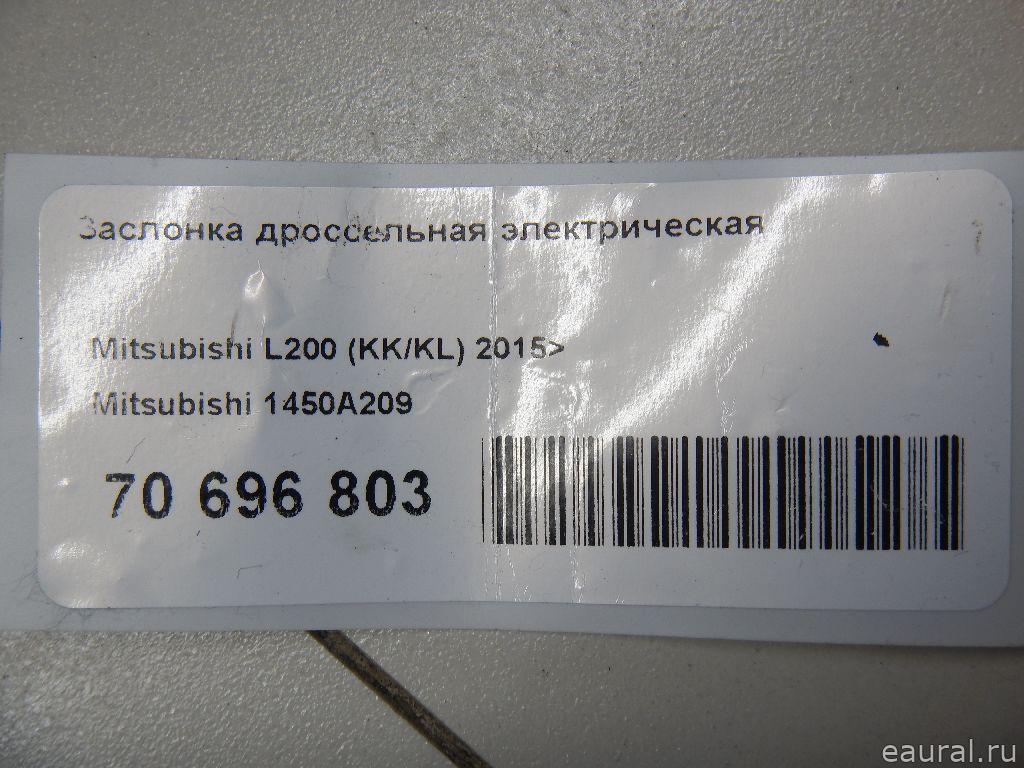 Заслонка дроссельная электрическая
Mitsubishi L200 (KK/KL) 2015>
Mitsubishi 1450A209
70 696 803
eaural.ru